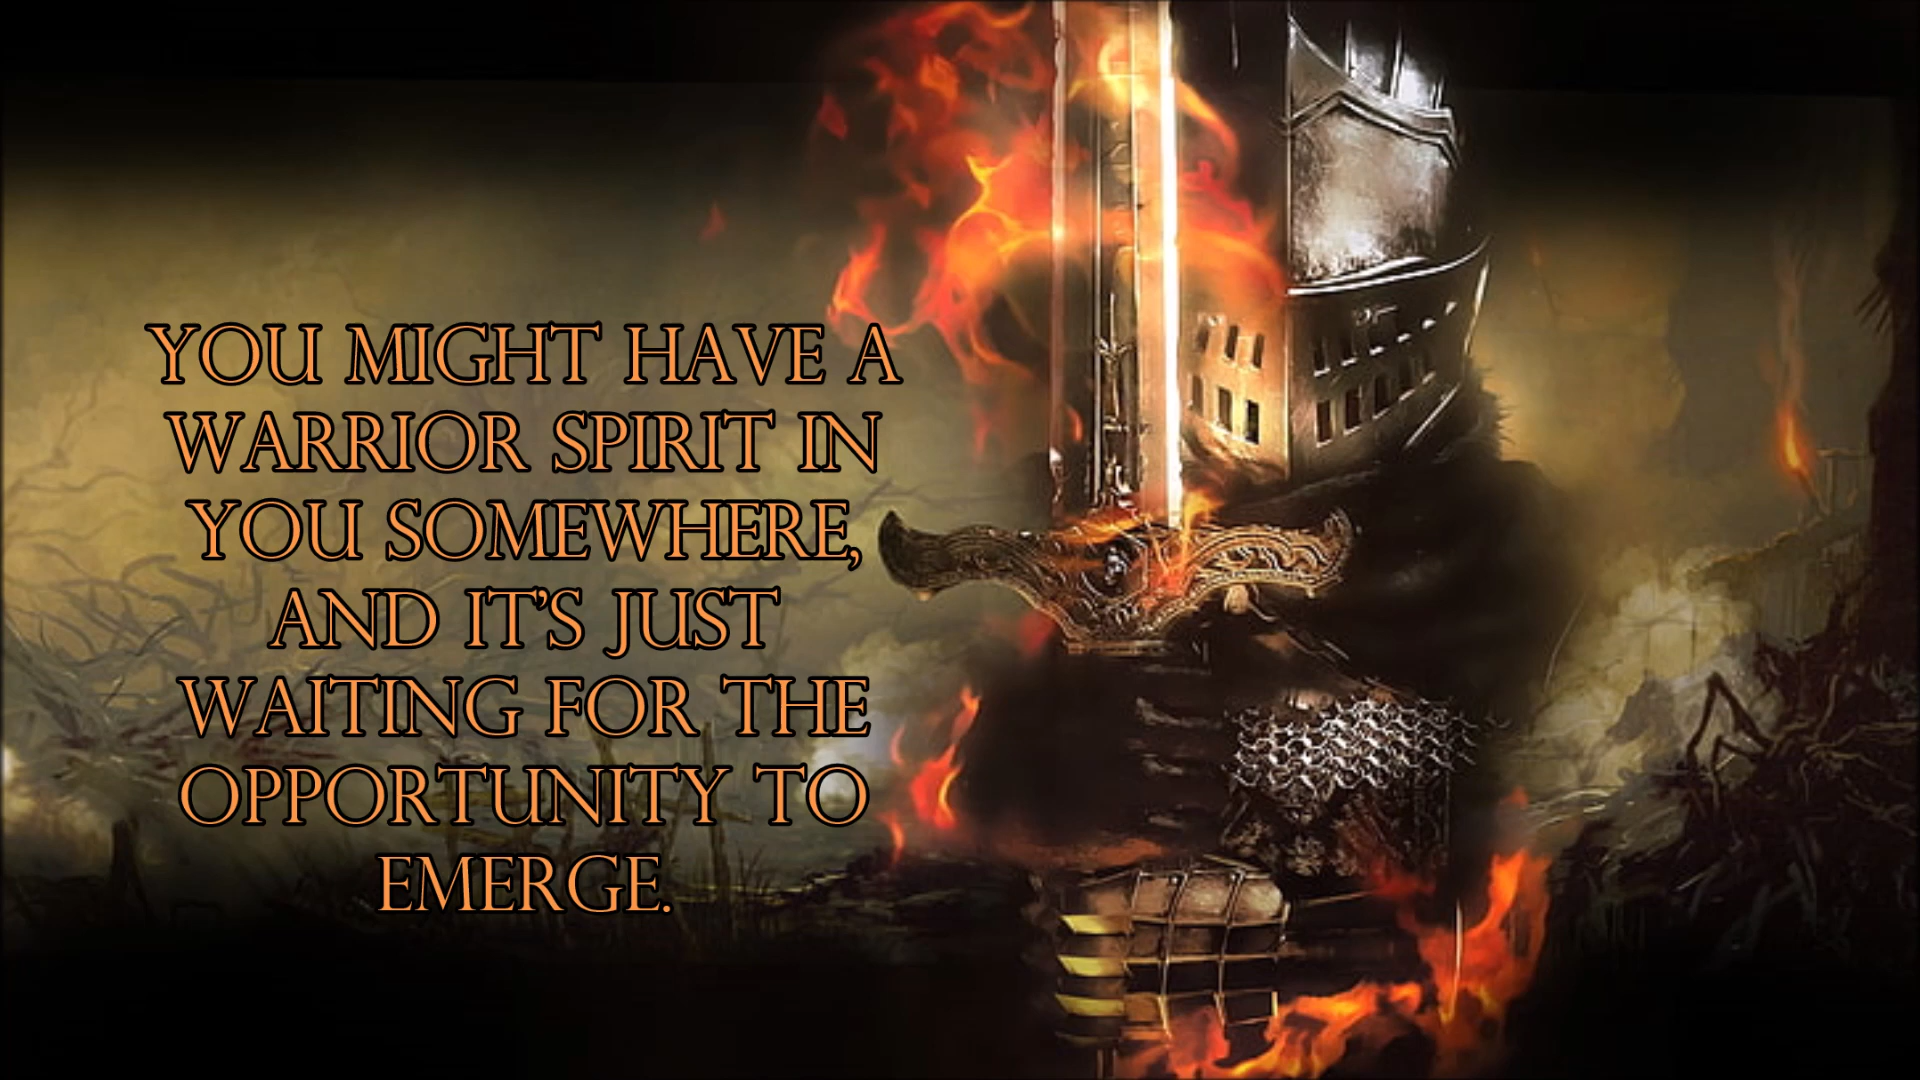 YOU MIGHT HAVE A
WARRIOR SPIRIT IN
YOU SOMEWHERE,
AND IT'S JUST
WAITING FOR THE
OPPORTUNITY TO
EMERGE.